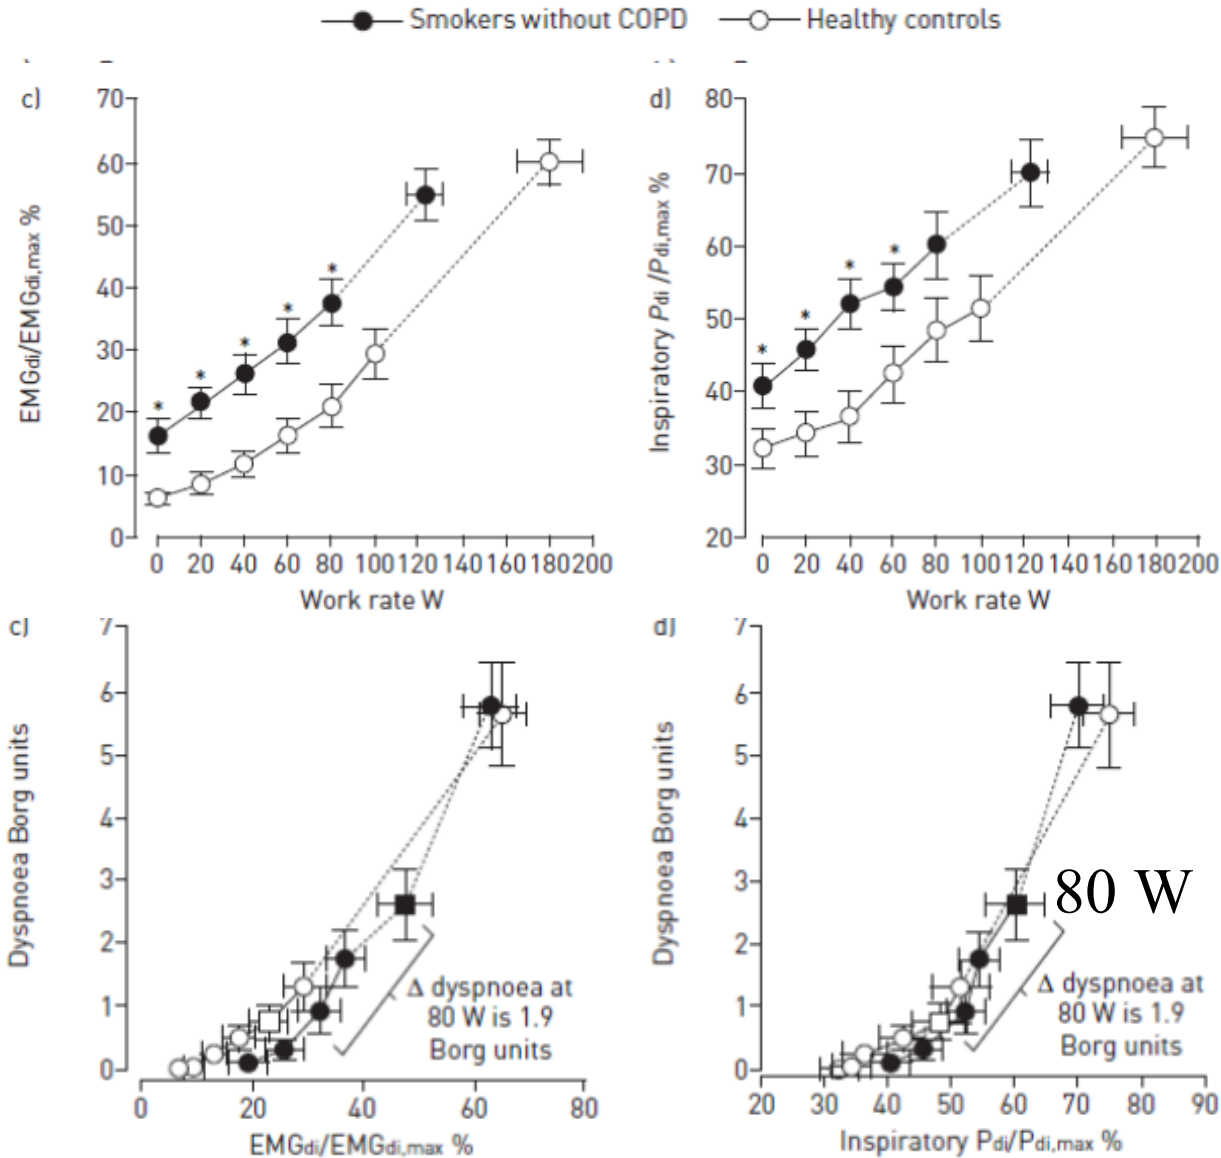 Smokers without COPD Healthy controls
c)
70
60
50
40
30
20
10
0
EMGdi/EMGdi,max %
* * * * *
0 20 40 60 80 100 120 140 160 180 200
Work rate W
d)
80
70
60
50
40
30
20
Inspiratory Pdi /Pdi,max %
* * * *
0 20 40 60 80 100 120 140 160 180 200
Work rate W
c)
7
6
5
4
3
2
1
0
Dyspnoea Borg units
Δ dyspnoea at
80 W is 1.9
Borg units
0 20 40 60 80
EMGdi/EMGdi,max %
d)
7
6
5
4
3
2
1
0
Dyspnoea Borg units
80 W
Δ dyspnoea at
80 W is 1.9
Borg units
20 30 40 50 60 70 80 90
Inspiratory Pdi/Pdi,max %